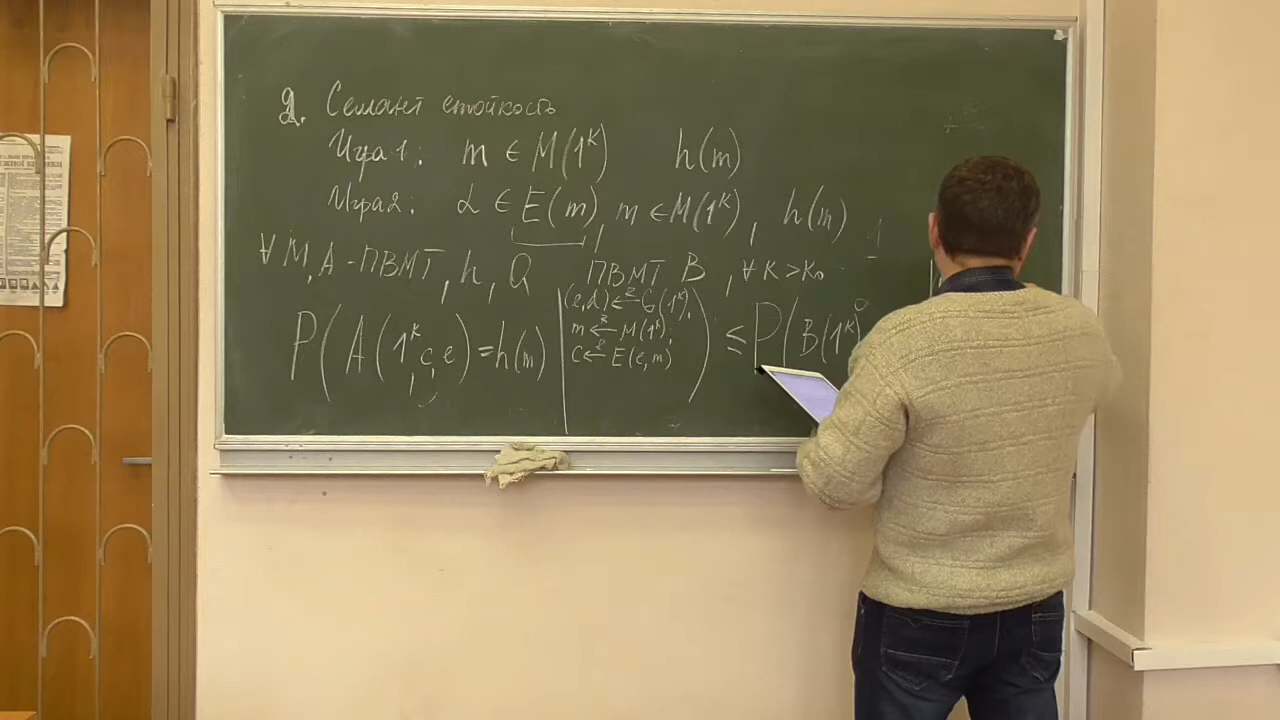 2. Семант стойкость
Игра 1: m ∈ M(1^K) h(m)
Игра 2: α ∈ E(m), m ∈ M(1^K), h(m)
∀ M, A - ПВМТ, h, Q ПВМТ B, ∀ K > K₀
P(A(1^K, c, e) = h(m) | (e,d) ←R G(1^K); m ←R M(1^K); c ←R E(e,m)) ≤ P(B(1^K)